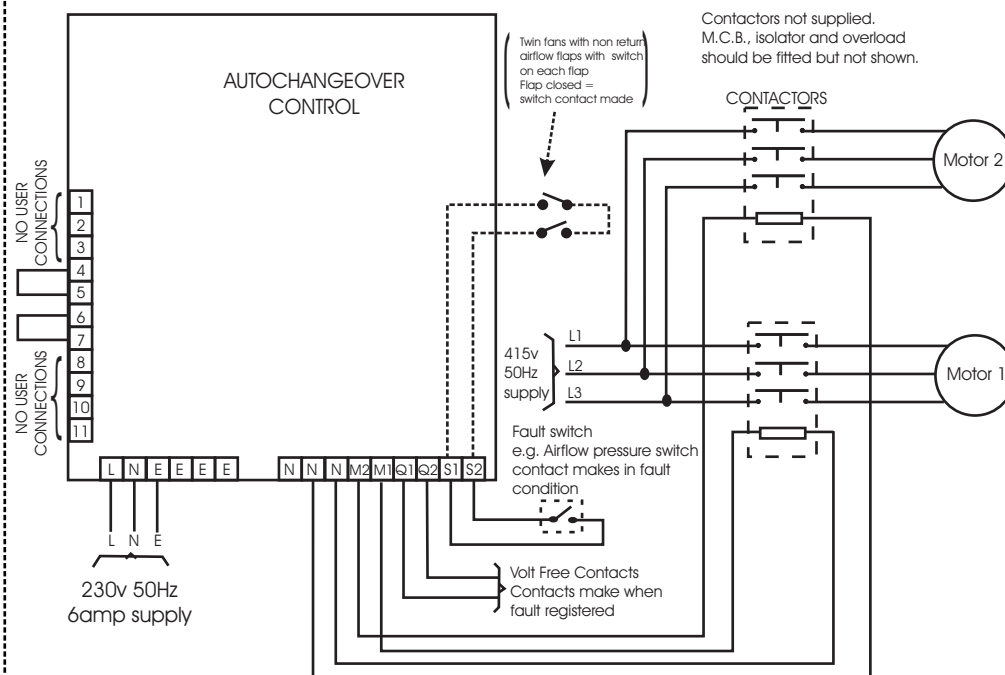 Contactors not supplied.
M.C.B., isolator and overload
should be fitted but not shown.
Twin fans with non return
airflow flaps with switch
on each flap
Flap closed =
switch contact made
AUTOCHANGEOVER
CONTROL
CONTACTORS
Motor 2
NO USER
CONNECTIONS
1
2
3
4
5
6
7
8
9
10
11
NO USER
CONNECTIONS
415v
50Hz
supply
L1
L2
L3
Motor 1
Fault switch
e.g. Airflow pressure switch
contact makes in fault
condition
L N E E E E
N N N M2 M1 Q1 Q2 S1 S2
L N E
230v 50Hz
6amp supply
Volt Free Contacts
Contacts make when
fault registered